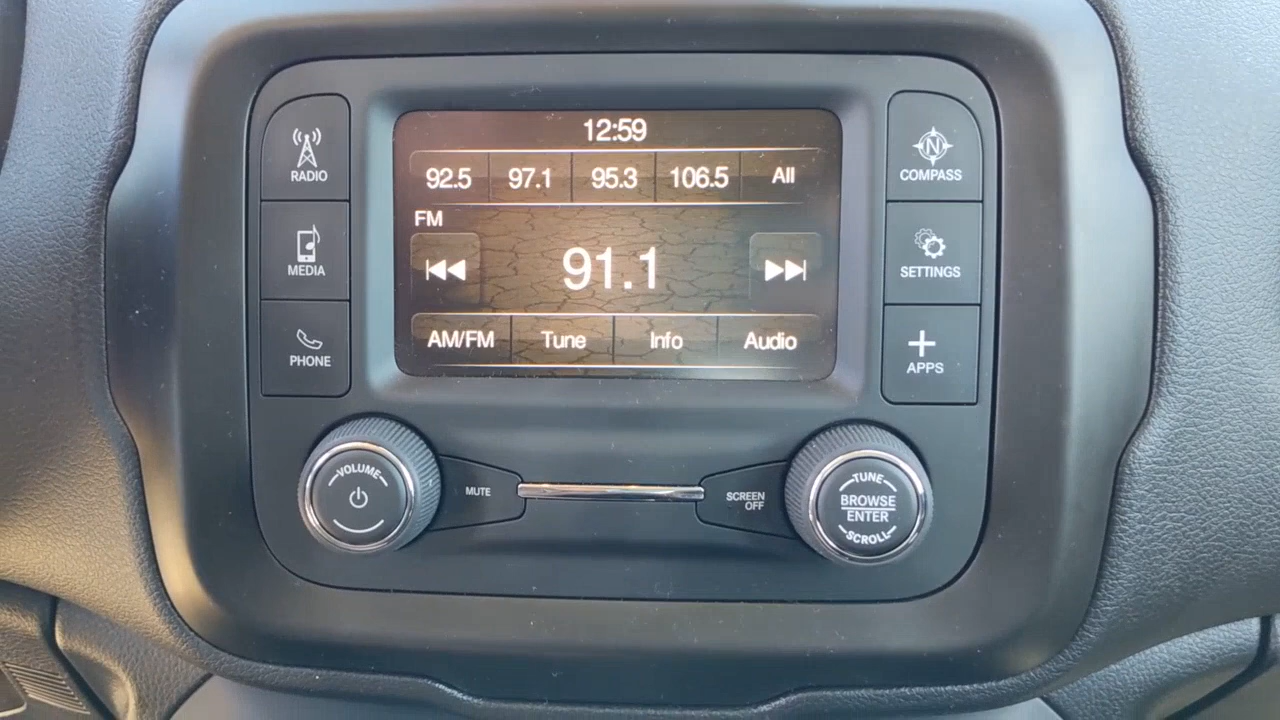 12:59
92.5 97.1 95.3 106.5 All
FM
91.1
AM/FM Tune Info Audio
RADIO
MEDIA
PHONE
N
COMPASS
SETTINGS
APPS
VOLUME
MUTE
SCREEN
OFF
TUNE
BROWSE
ENTER
SCROLL